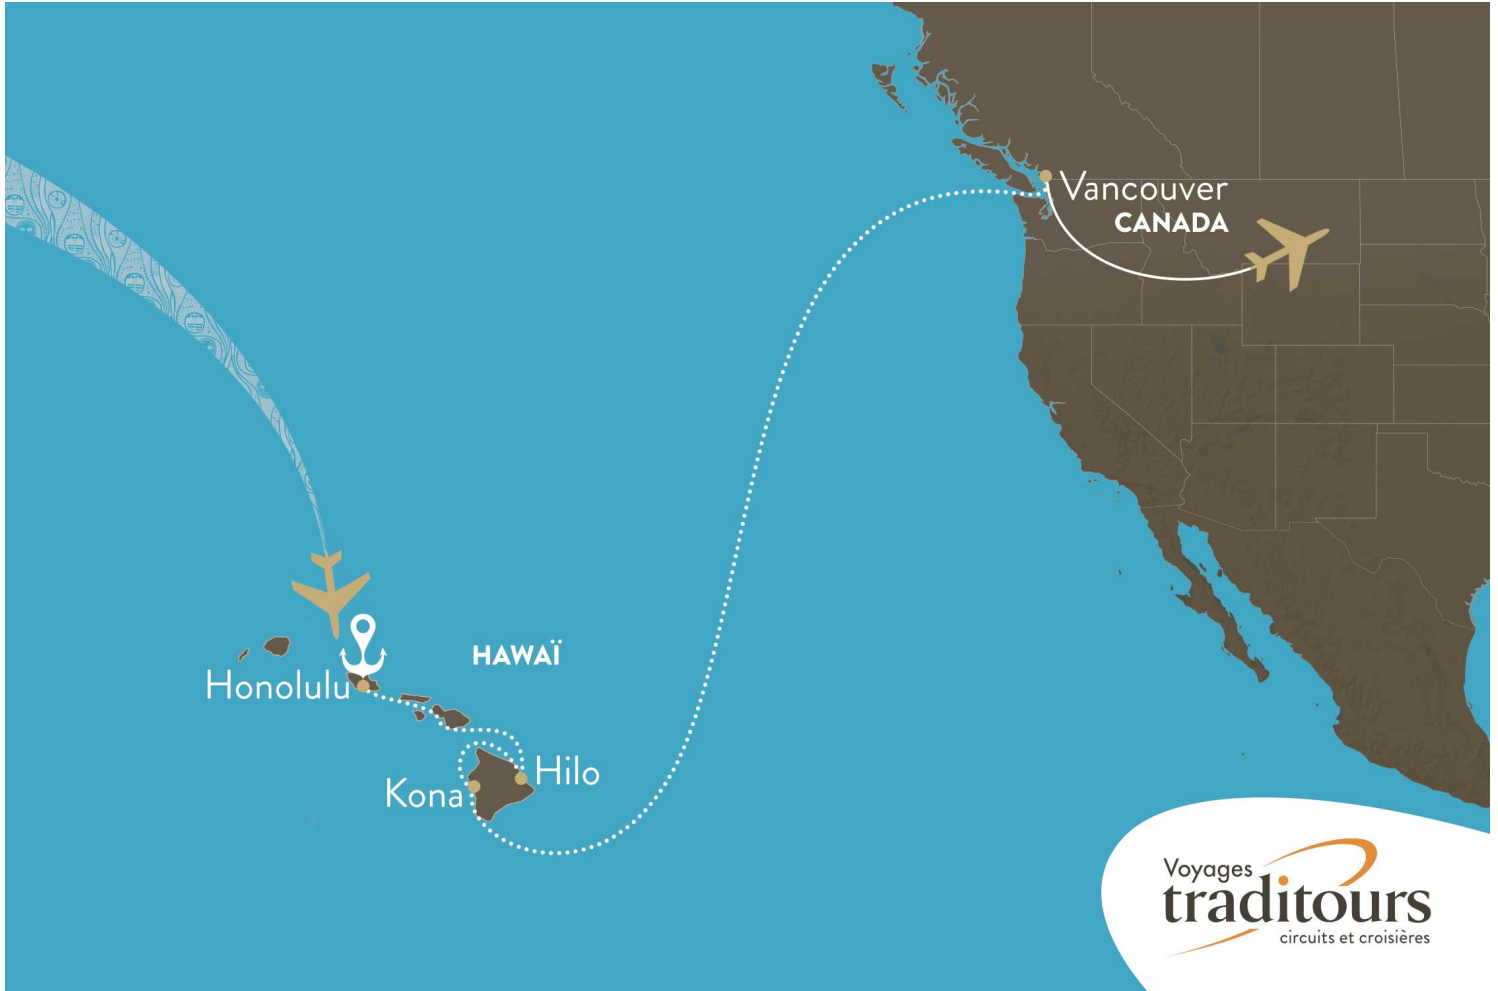 Vancouver
CANADA
HAWAÏ
Honolulu
Hilo
Kona
Voyages
traditours
circuits et croisières